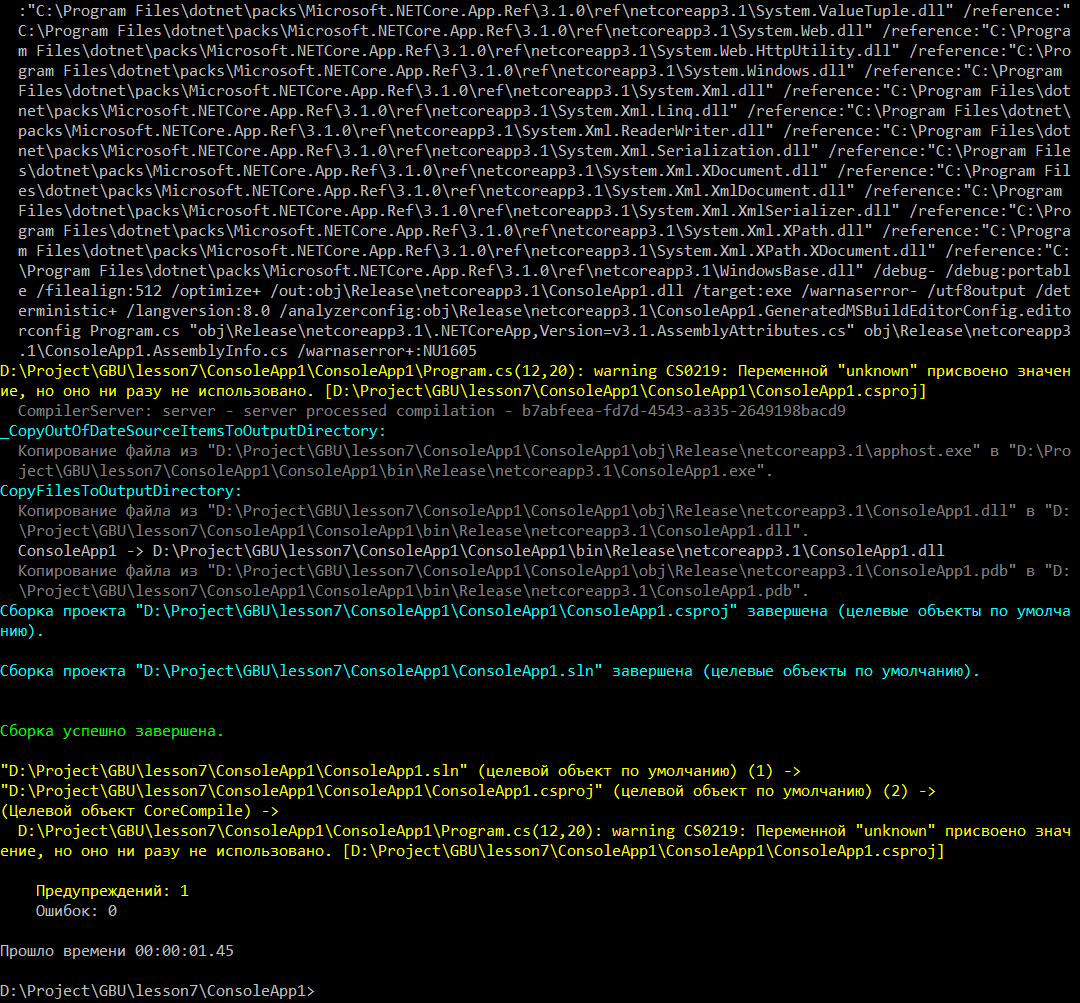 :"C:\Program Files\dotnet\packs\Microsoft.NETCore.App.Ref\3.1.0\ref\netcoreapp3.1\System.ValueTuple.dll" /reference:"
C:\Program Files\dotnet\packs\Microsoft.NETCore.App.Ref\3.1.0\ref\netcoreapp3.1\System.Web.dll" /reference:"C:\Progra
m Files\dotnet\packs\Microsoft.NETCore.App.Ref\3.1.0\ref\netcoreapp3.1\System.Web.HttpUtility.dll" /reference:"C:\Pro
gram Files\dotnet\packs\Microsoft.NETCore.App.Ref\3.1.0\ref\netcoreapp3.1\System.Windows.dll" /reference:"C:\Program
Files\dotnet\packs\Microsoft.NETCore.App.Ref\3.1.0\ref\netcoreapp3.1\System.Xml.dll" /reference:"C:\Program Files\dot
net\packs\Microsoft.NETCore.App.Ref\3.1.0\ref\netcoreapp3.1\System.Xml.Linq.dll" /reference:"C:\Program Files\dotnet\
packs\Microsoft.NETCore.App.Ref\3.1.0\ref\netcoreapp3.1\System.Xml.ReaderWriter.dll" /reference:"C:\Program Files\dot
net\packs\Microsoft.NETCore.App.Ref\3.1.0\ref\netcoreapp3.1\System.Xml.Serialization.dll" /reference:"C:\Program File
s\dotnet\packs\Microsoft.NETCore.App.Ref\3.1.0\ref\netcoreapp3.1\System.Xml.XDocument.dll" /reference:"C:\Program Fil
es\dotnet\packs\Microsoft.NETCore.App.Ref\3.1.0\ref\netcoreapp3.1\System.Xml.XmlDocument.dll" /reference:"C:\Program
Files\dotnet\packs\Microsoft.NETCore.App.Ref\3.1.0\ref\netcoreapp3.1\System.Xml.XmlSerializer.dll" /reference:"C:\Pro
gram Files\dotnet\packs\Microsoft.NETCore.App.Ref\3.1.0\ref\netcoreapp3.1\System.Xml.XPath.dll" /reference:"C:\Progra
m Files\dotnet\packs\Microsoft.NETCore.App.Ref\3.1.0\ref\netcoreapp3.1\System.Xml.XPath.XDocument.dll" /reference:"C:
\Program Files\dotnet\packs\Microsoft.NETCore.App.Ref\3.1.0\ref\netcoreapp3.1\WindowsBase.dll" /debug- /debug:portabl
e /filealign:512 /optimize+ /out:obj\Release\netcoreapp3.1\ConsoleApp1.dll /target:exe /warnaserror- /utf8output /det
erministic+ /langversion:8.0 /analyzerconfig:obj\Release\netcoreapp3.1\ConsoleApp1.GeneratedMSBuildEditorConfig.edito
rconfig Program.cs "obj\Release\netcoreapp3.1\.NETCoreApp,Version=v3.1.AssemblyAttributes.cs" obj\Release\netcoreapp3
.1\ConsoleApp1.AssemblyInfo.cs /warnaserror+:NU1605
D:\Project\GBU\lesson7\ConsoleApp1\ConsoleApp1\Program.cs(12,20): warning CS0219: Переменной "unknown" присвоено значен
ие, но оно ни разу не использовано. [D:\Project\GBU\lesson7\ConsoleApp1\ConsoleApp1\ConsoleApp1.csproj]
CompilerServer: server - server processed compilation - b7abfeea-fd7d-4543-a335-2649198bacd9
_CopyOutOfDateSourceItemsToOutputDirectory:
Копирование файла из "D:\Project\GBU\lesson7\ConsoleApp1\ConsoleApp1\obj\Release\netcoreapp3.1\apphost.exe" в "D:\Pro
ject\GBU\lesson7\ConsoleApp1\ConsoleApp1\bin\Release\netcoreapp3.1\ConsoleApp1.exe".
CopyFilesToOutputDirectory:
Копирование файла из "D:\Project\GBU\lesson7\ConsoleApp1\ConsoleApp1\obj\Release\netcoreapp3.1\ConsoleApp1.dll" в "D:
\Project\GBU\lesson7\ConsoleApp1\ConsoleApp1\bin\Release\netcoreapp3.1\ConsoleApp1.dll".
ConsoleApp1 -> D:\Project\GBU\lesson7\ConsoleApp1\ConsoleApp1\bin\Release\netcoreapp3.1\ConsoleApp1.dll
Копирование файла из "D:\Project\GBU\lesson7\ConsoleApp1\ConsoleApp1\obj\Release\netcoreapp3.1\ConsoleApp1.pdb" в "D:
\Project\GBU\lesson7\ConsoleApp1\ConsoleApp1\bin\Release\netcoreapp3.1\ConsoleApp1.pdb".
Сборка проекта "D:\Project\GBU\lesson7\ConsoleApp1\ConsoleApp1\ConsoleApp1.csproj" завершена (целевые объекты по умолча
нию).
Сборка проекта "D:\Project\GBU\lesson7\ConsoleApp1\ConsoleApp1.sln" завершена (целевые объекты по умолчанию).
Сборка успешно завершена.
"D:\Project\GBU\lesson7\ConsoleApp1\ConsoleApp1.sln" (целевой объект по умолчанию) (1) ->
"D:\Project\GBU\lesson7\ConsoleApp1\ConsoleApp1\ConsoleApp1.csproj" (целевой объект по умолчанию) (2) ->
(Целевой объект CoreCompile) ->
D:\Project\GBU\lesson7\ConsoleApp1\ConsoleApp1\Program.cs(12,20): warning CS0219: Переменной "unknown" присвоено знач
ение, но оно ни разу не использовано. [D:\Project\GBU\lesson7\ConsoleApp1\ConsoleApp1\ConsoleApp1.csproj]
Предупреждений: 1
Ошибок: 0
Прошло времени 00:00:01.45
D:\Project\GBU\lesson7\ConsoleApp1>